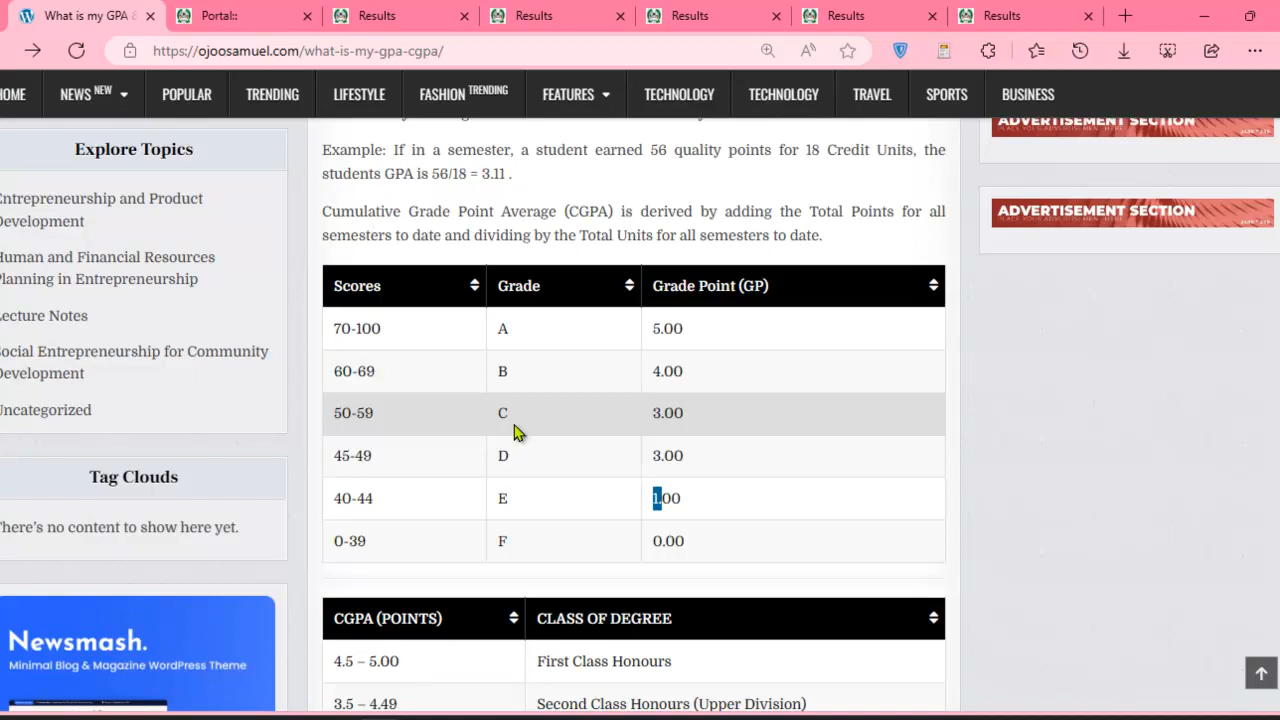 What is my GPA &
Portal::
Results
Results
Results
Results
Results
https://ojoosamuel.com/what-is-my-gpa-cgpa/
HOME
NEWS NEW
POPULAR
TRENDING
LIFESTYLE
FASHION TRENDING
FEATURES
TECHNOLOGY
TECHNOLOGY
TRAVEL
SPORTS
BUSINESS
Explore Topics
Entrepreneurship and Product
Development
Human and Financial Resources
Planning in Entrepreneurship
Lecture Notes
Social Entrepreneurship for Community
Development
Uncategorized
Tag Clouds
There's no content to show here yet.
Newsmash.
Minimal Blog & Magazine WordPress Theme
Example: If in a semester, a student earned 56 quality points for 18 Credit Units, the
students GPA is 56/18 = 3.11 .
Cumulative Grade Point Average (CGPA) is derived by adding the Total Points for all
semesters to date and dividing by the Total Units for all semesters to date.
Scores Grade Grade Point (GP)
70-100 A 5.00
60-69 B 4.00
50-59 C 3.00
45-49 D 3.00
40-44 E 1.00
0-39 F 0.00
CGPA (POINTS) CLASS OF DEGREE
4.5 – 5.00 First Class Honours
3.5 – 4.49 Second Class Honours (Upper Division)
ADVERTISEMENT SECTION
ADVERTISEMENT SECTION